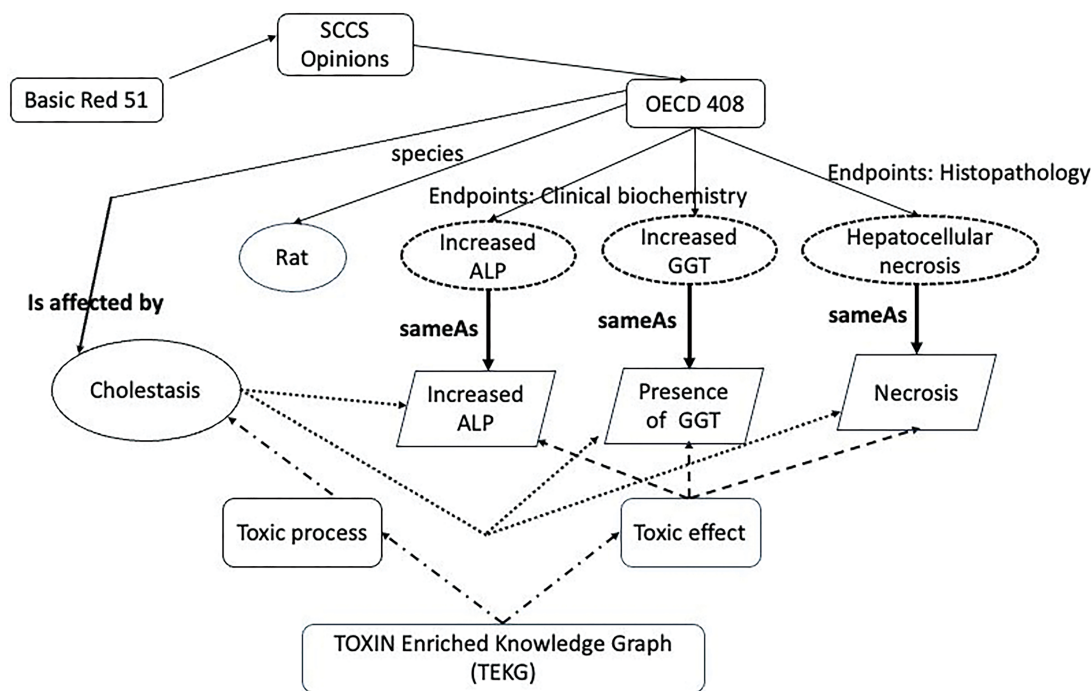 SCCS
Opinions
Basic Red 51
OECD 408
species
Endpoints: Histopathology
Endpoints: Clinical biochemistry
Rat
Increased
ALP
Increased
GGT
Hepatocellular
necrosis
Is affected by
sameAs
sameAs
sameAs
Cholestasis
Increased
ALP
Presence
of GGT
Necrosis
Toxic process
Toxic effect
TOXIN Enriched Knowledge Graph
(TEKG)